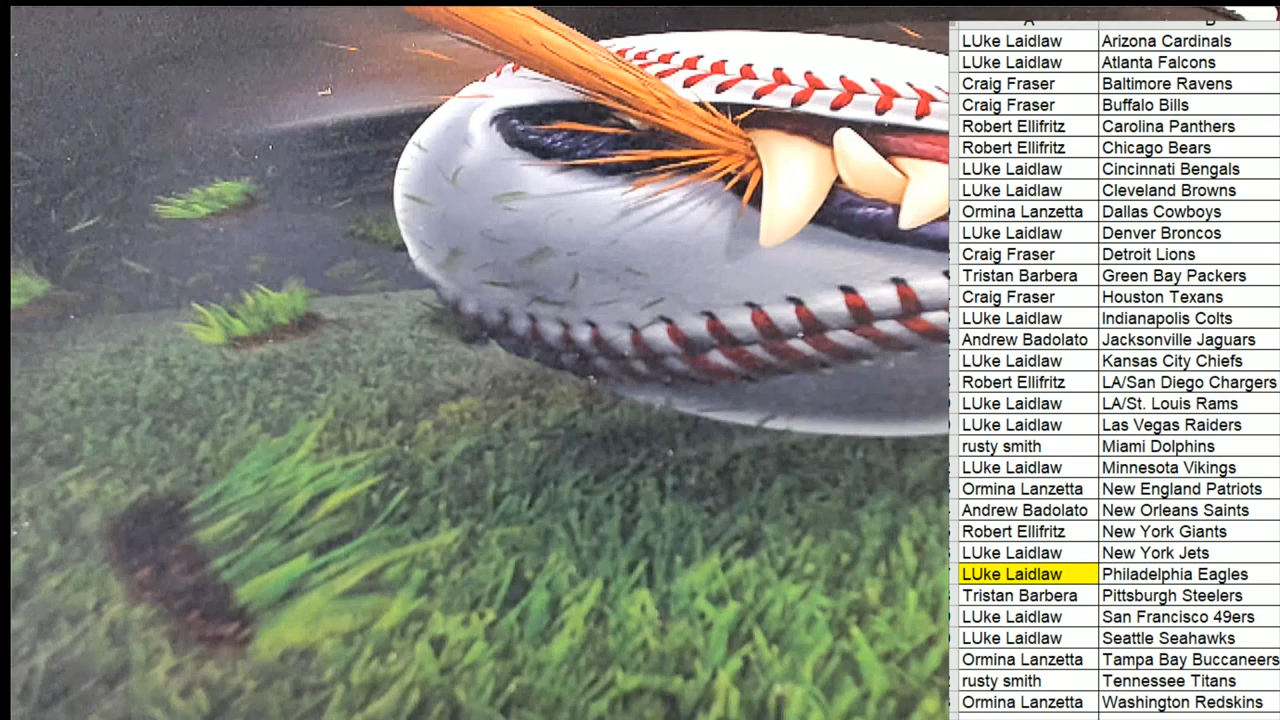 A B
LUke Laidlaw Arizona Cardinals
LUke Laidlaw Atlanta Falcons
Craig Fraser Baltimore Ravens
Craig Fraser Buffalo Bills
Robert Ellifritz Carolina Panthers
Robert Ellifritz Chicago Bears
LUke Laidlaw Cincinnati Bengals
LUke Laidlaw Cleveland Browns
Ormina Lanzetta Dallas Cowboys
LUke Laidlaw Denver Broncos
Craig Fraser Detroit Lions
Tristan Barbera Green Bay Packers
Craig Fraser Houston Texans
LUke Laidlaw Indianapolis Colts
Andrew Badolato Jacksonville Jaguars
LUke Laidlaw Kansas City Chiefs
Robert Ellifritz LA/San Diego Chargers
LUke Laidlaw LA/St. Louis Rams
LUke Laidlaw Las Vegas Raiders
rusty smith Miami Dolphins
LUke Laidlaw Minnesota Vikings
Ormina Lanzetta New England Patriots
Andrew Badolato New Orleans Saints
Robert Ellifritz New York Giants
LUke Laidlaw New York Jets
LUke Laidlaw Philadelphia Eagles
Tristan Barbera Pittsburgh Steelers
LUke Laidlaw San Francisco 49ers
LUke Laidlaw Seattle Seahawks
Ormina Lanzetta Tampa Bay Buccaneers
rusty smith Tennessee Titans
Ormina Lanzetta Washington Redskins